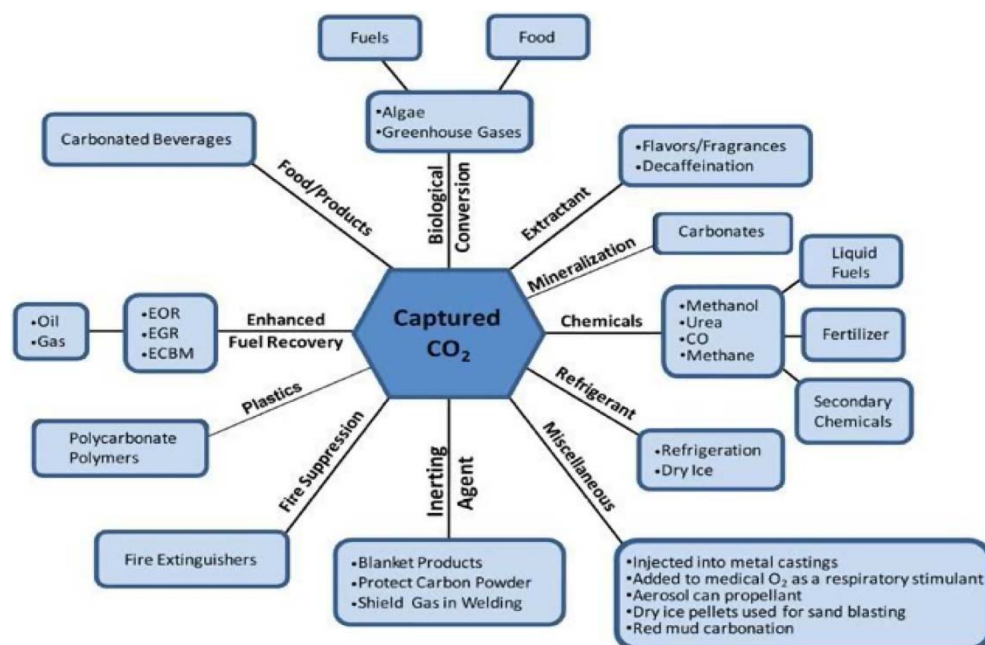 Fuels
Food
•Algae
•Greenhouse Gases
Carbonated Beverages
•Flavors/Fragrances
•Decaffeination
Food/Products
Biological
Conversion
Extractant
Mineralization
Carbonates
Liquid
Fuels
•Oil
•Gas
•EOR
•EGR
•ECBM
Enhanced
Fuel Recovery
Captured
CO₂
Chemicals
•Methanol
•Urea
•CO
•Methane
Fertilizer
Plastics
Refrigerant
Secondary
Chemicals
Polycarbonate
Polymers
Fire Suppression
Inerting
Agent
Miscellaneous
•Refrigeration
•Dry Ice
Fire Extinguishers
•Blanket Products
•Protect Carbon Powder
•Shield Gas in Welding
•Injected into metal castings
•Added to medical O₂ as a respiratory stimulant
•Aerosol can propellant
•Dry ice pellets used for sand blasting
•Red mud carbonation